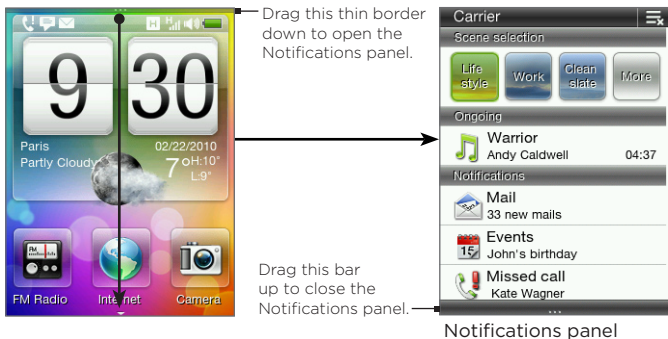 Drag this thin border
down to open the
Notifications panel.
H H
9 30
Paris
Partly Cloudy
02/22/2010
7° H:10°
L:9°
FM Radio
Internet
Camera
Drag this bar
up to close the
Notifications panel.
Carrier
Scene selection
Life style
Work
Clean slate
More
Ongoing
Warrior
Andy Caldwell 04:37
Notifications
Mail
33 new mails
15
Events
John's birthday
Missed call
Kate Wagner
Notifications panel